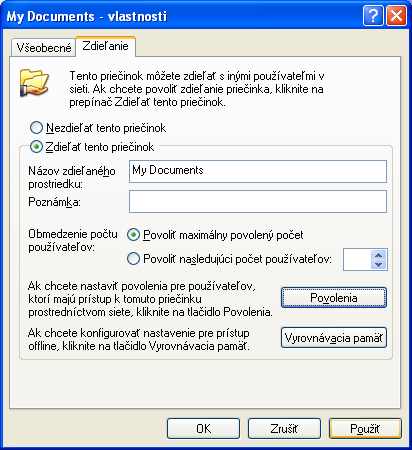 My Documents - vlastnosti
Všeobecné
Zdieľanie
Tento priečinok môžete zdieľať s inými používateľmi v
sieti. Ak chcete povoliť zdieľanie priečinka, kliknite na
prepínač Zdieľať tento priečinok.
Nezdieľať tento priečinok
Zdieľať tento priečinok
Názov zdieľaného
prostriedku:
My Documents
Poznámka:
Obmedzenie počtu
používateľov:
Povoliť maximálny povolený počet
Povoliť nasledujúci počet používateľov:
Ak chcete nastaviť povolenia pre používateľov,
ktorí majú prístup k tomuto priečinku
prostredníctvom siete, kliknite na tlačidlo Povolenia.
Povolenia
Ak chcete konfigurovať nastavenie pre prístup
offline, kliknite na tlačidlo Vyrovnávacia pamäť.
Vyrovnávacia pamäť
OK
Zrušiť
Použiť